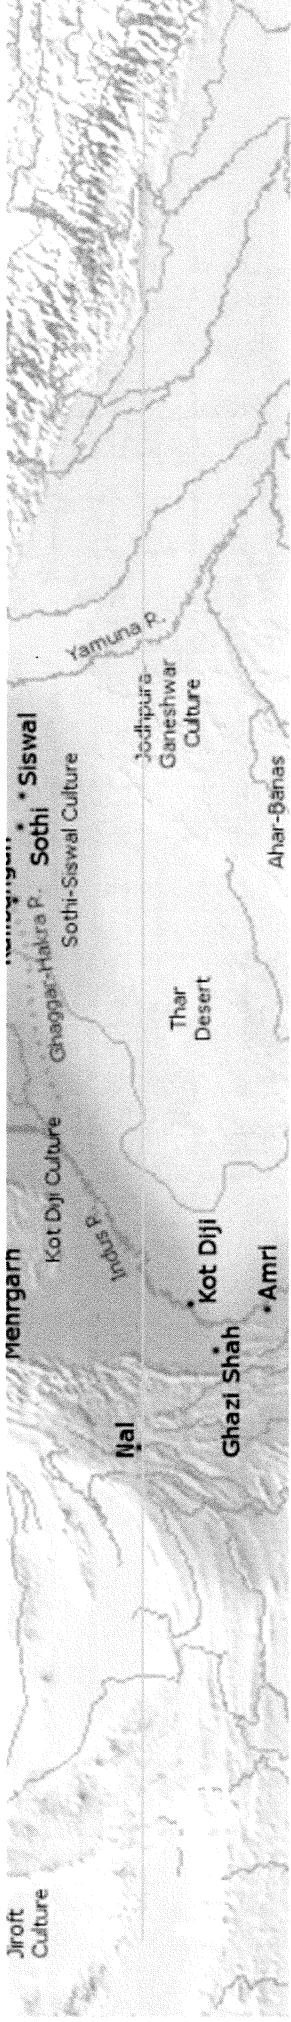 Jiroft
Culture
Mehrgarh
Siswal
Sothi
Ghaggar-Hakra R.
Kot Diji Culture
Sothi-Siswal Culture
Yamuna R.
Indus P.
Nal
Jodhpura-
Ganeshwar
Culture
Thar
Desert
Kot Diji
Ghazi Shah
Amri
Ahar-Banas